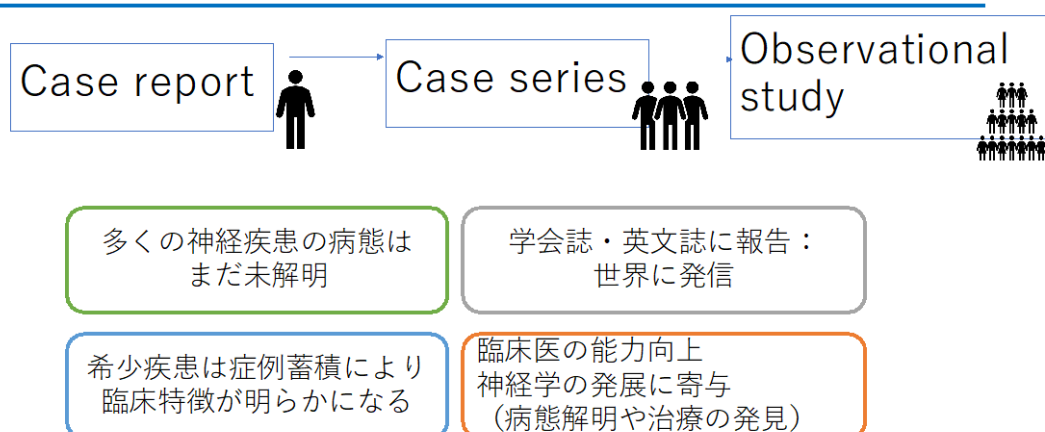 Case report
Case series
Observational
study
多くの神経疾患の病態は
まだ未解明
学会誌・英文誌に報告：
世界に発信
希少疾患は症例蓄積により
臨床特徴が明らかになる
臨床医の能力向上
神経学の発展に寄与
（病態解明や治療の発見）